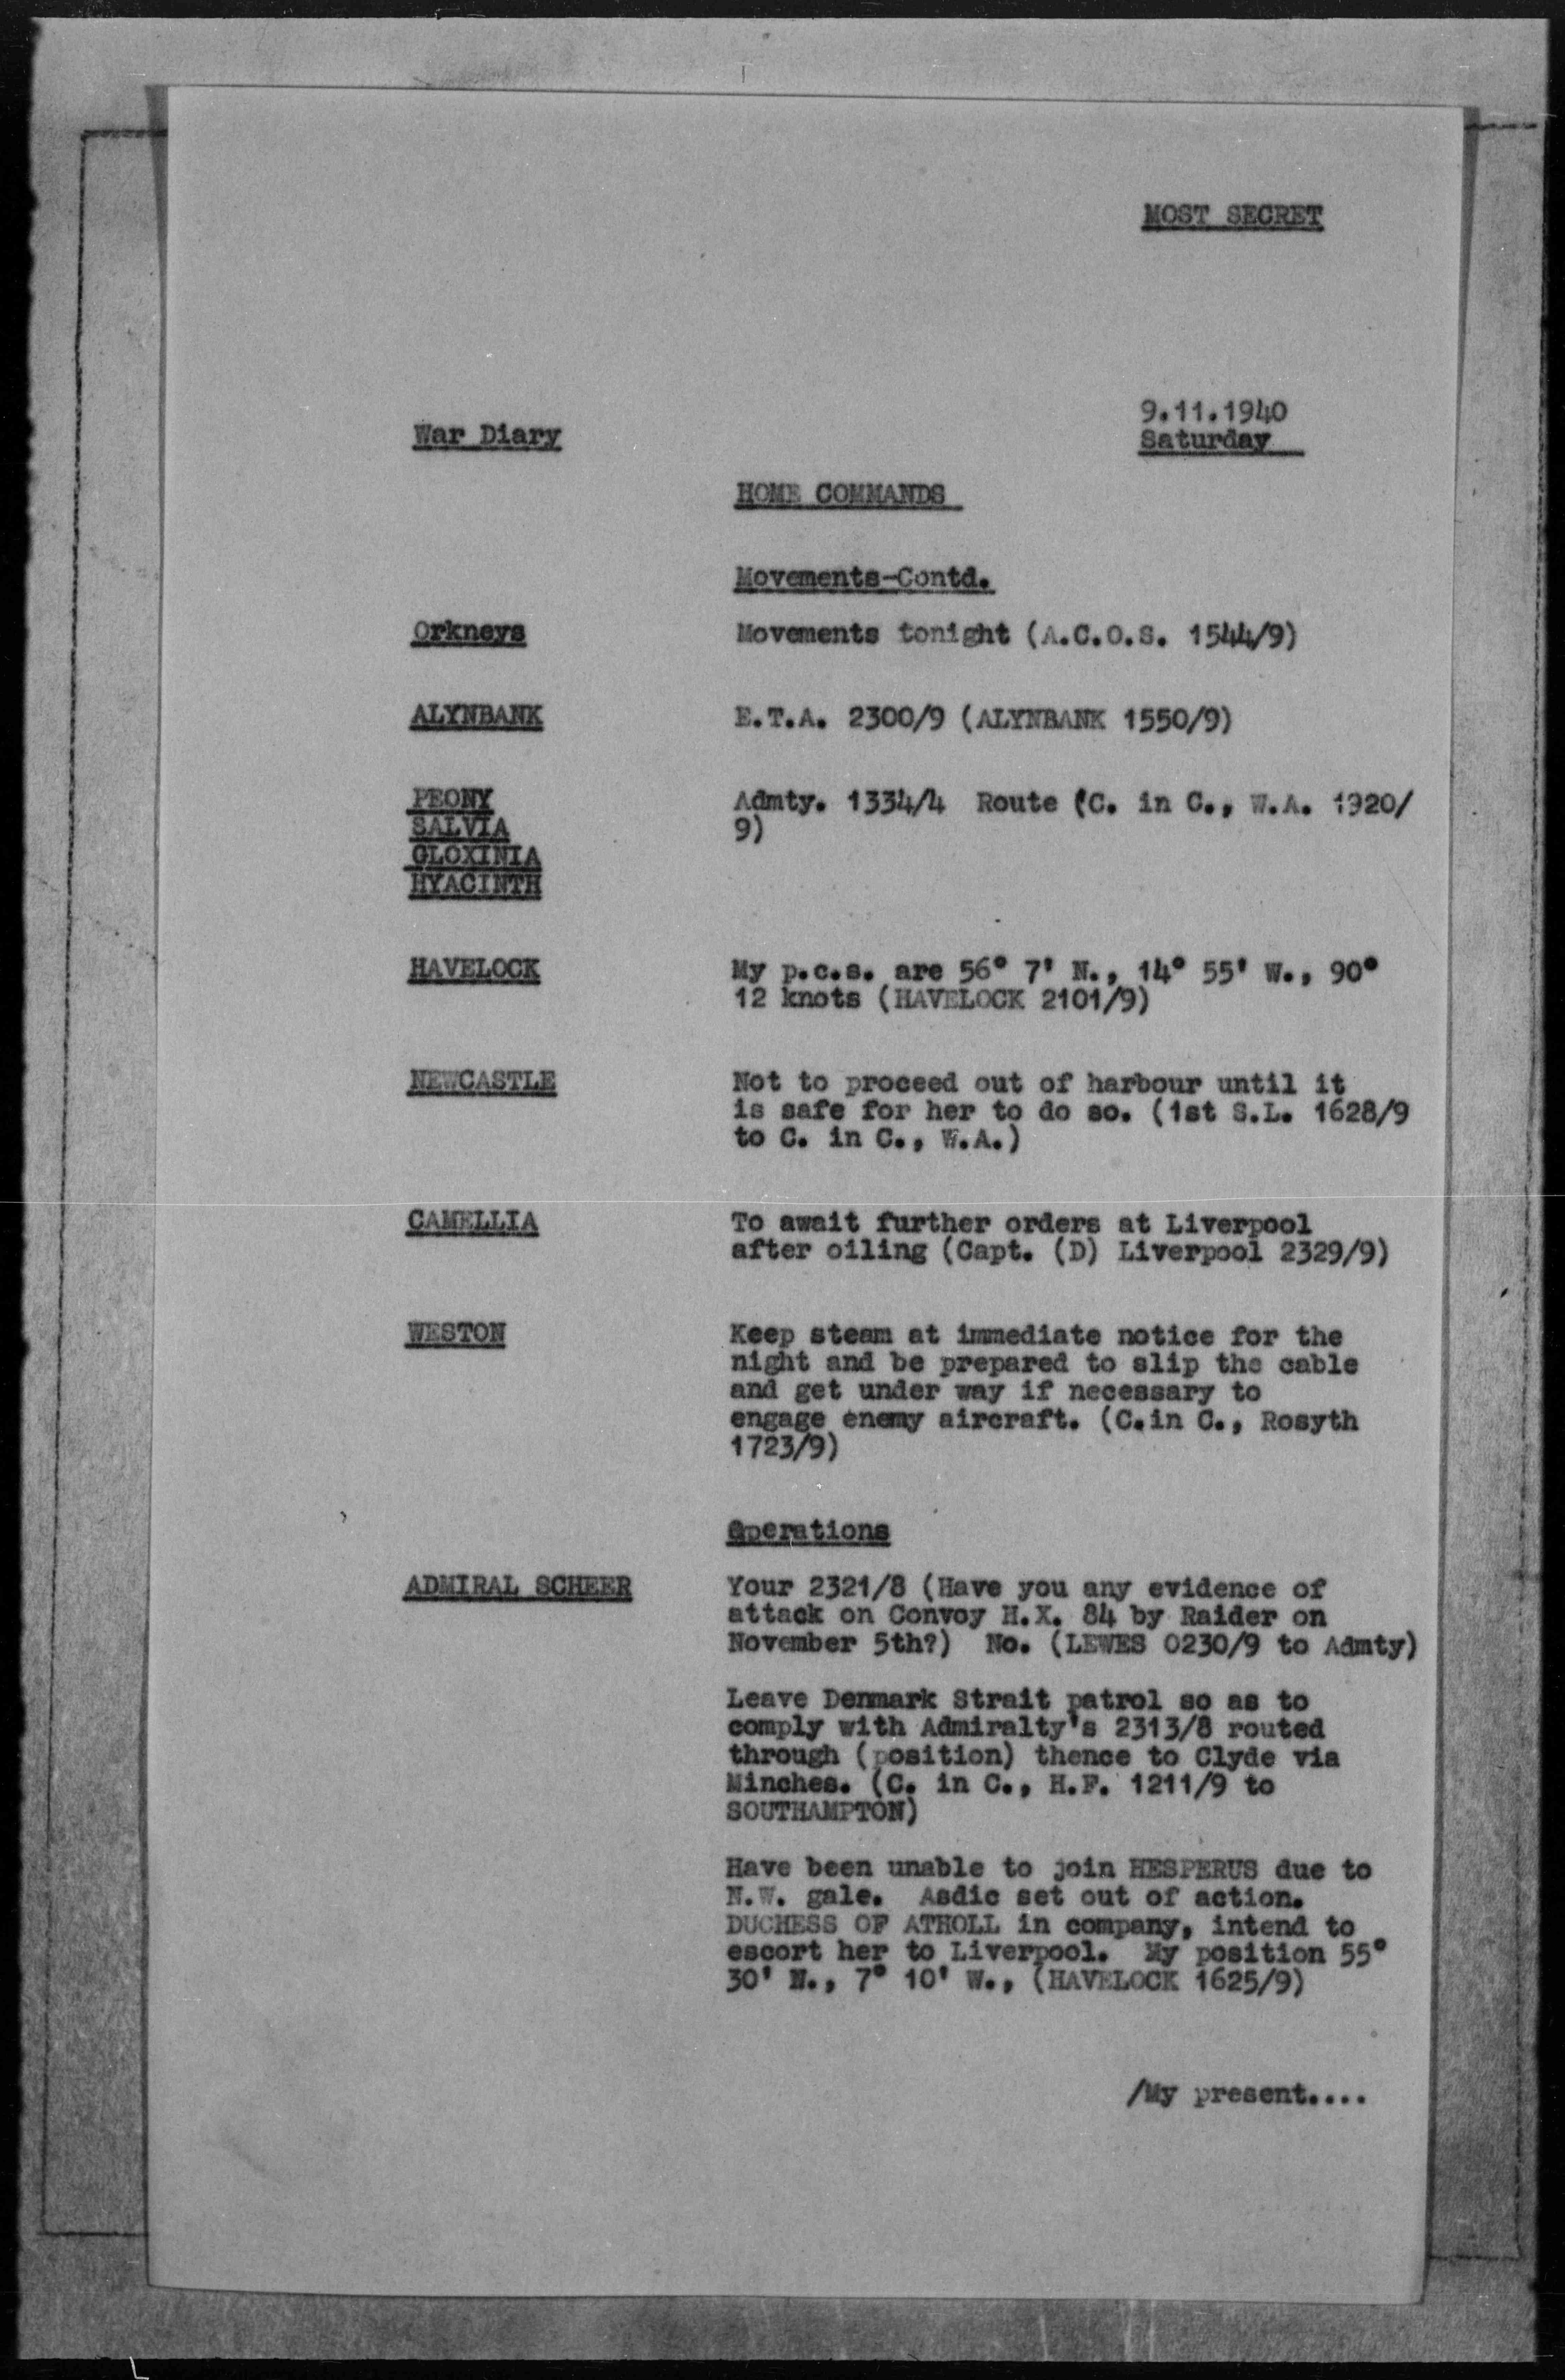 MOST SECRET
9.11.1940
War Diary
Saturday
HOME COMMANDS
Movements-Contd.
Orkneys Movements tonight (A.C.O.S. 1544/9)
ALYNBANK E.T.A. 2300/9 (ALYNBANK 1550/9)
PEONY Admty. 1334/4 Route (C. in C., W.A. 1920/
SALVIA 9)
GLOXINIA
HYACINTH
HAVELOCK My p.c.s. are 56° 7' N., 14° 55' W., 90°
12 knots (HAVELOCK 2101/9)
NEWCASTLE Not to proceed out of harbour until it
is safe for her to do so. (1st S.L. 1628/9
to C. in C., W.A.)
CAMELLIA To await further orders at Liverpool
after oiling (Capt. (D) Liverpool 2329/9)
WESTON Keep steam at immediate notice for the
night and be prepared to slip the cable
and get under way if necessary to
engage enemy aircraft. (C.in C., Rosyth
1723/9)
Operations
ADMIRAL SCHEER Your 2321/8 (Have you any evidence of
attack on Convoy H.X. 84 by Raider on
November 5th?) No. (LEWES 0230/9 to Admty)
Leave Denmark Strait patrol so as to
comply with Admiralty's 2313/8 routed
through (position) thence to Clyde via
Minches. (C. in C., H.F. 1211/9 to
SOUTHAMPTON)
Have been unable to join HESPERUS due to
N.W. gale. Asdic set out of action.
DUCHESS OF ATHOLL in company, intend to
escort her to Liverpool. My position 55°
30' N., 7° 10' W., (HAVELOCK 1625/9)
/My present....